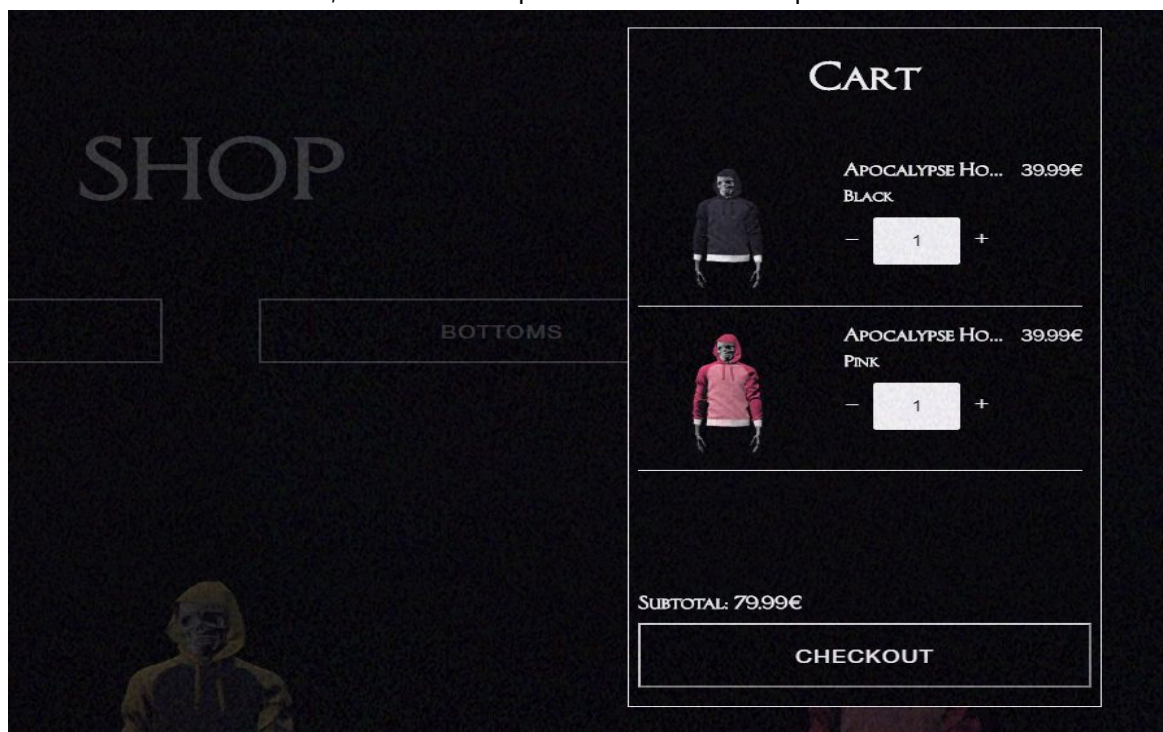 SHOP
BOTTOMS
CART
APOCALYPSE HO... 39.99€
BLACK
– 1 +
APOCALYPSE HO... 39.99€
PINK
– 1 +
SUBTOTAL: 79.99€
CHECKOUT